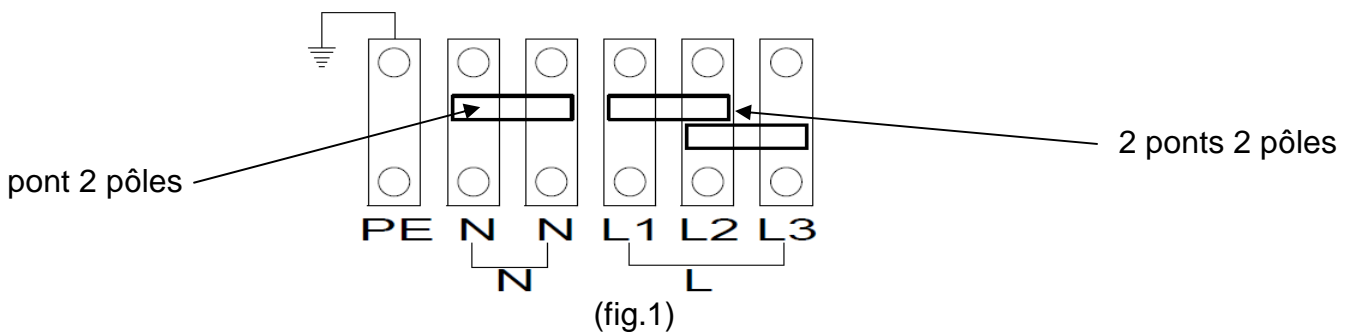 2 ponts 2 pôles
pont 2 pôles
PE N N L1 L2 L3
N L
(fig.1)